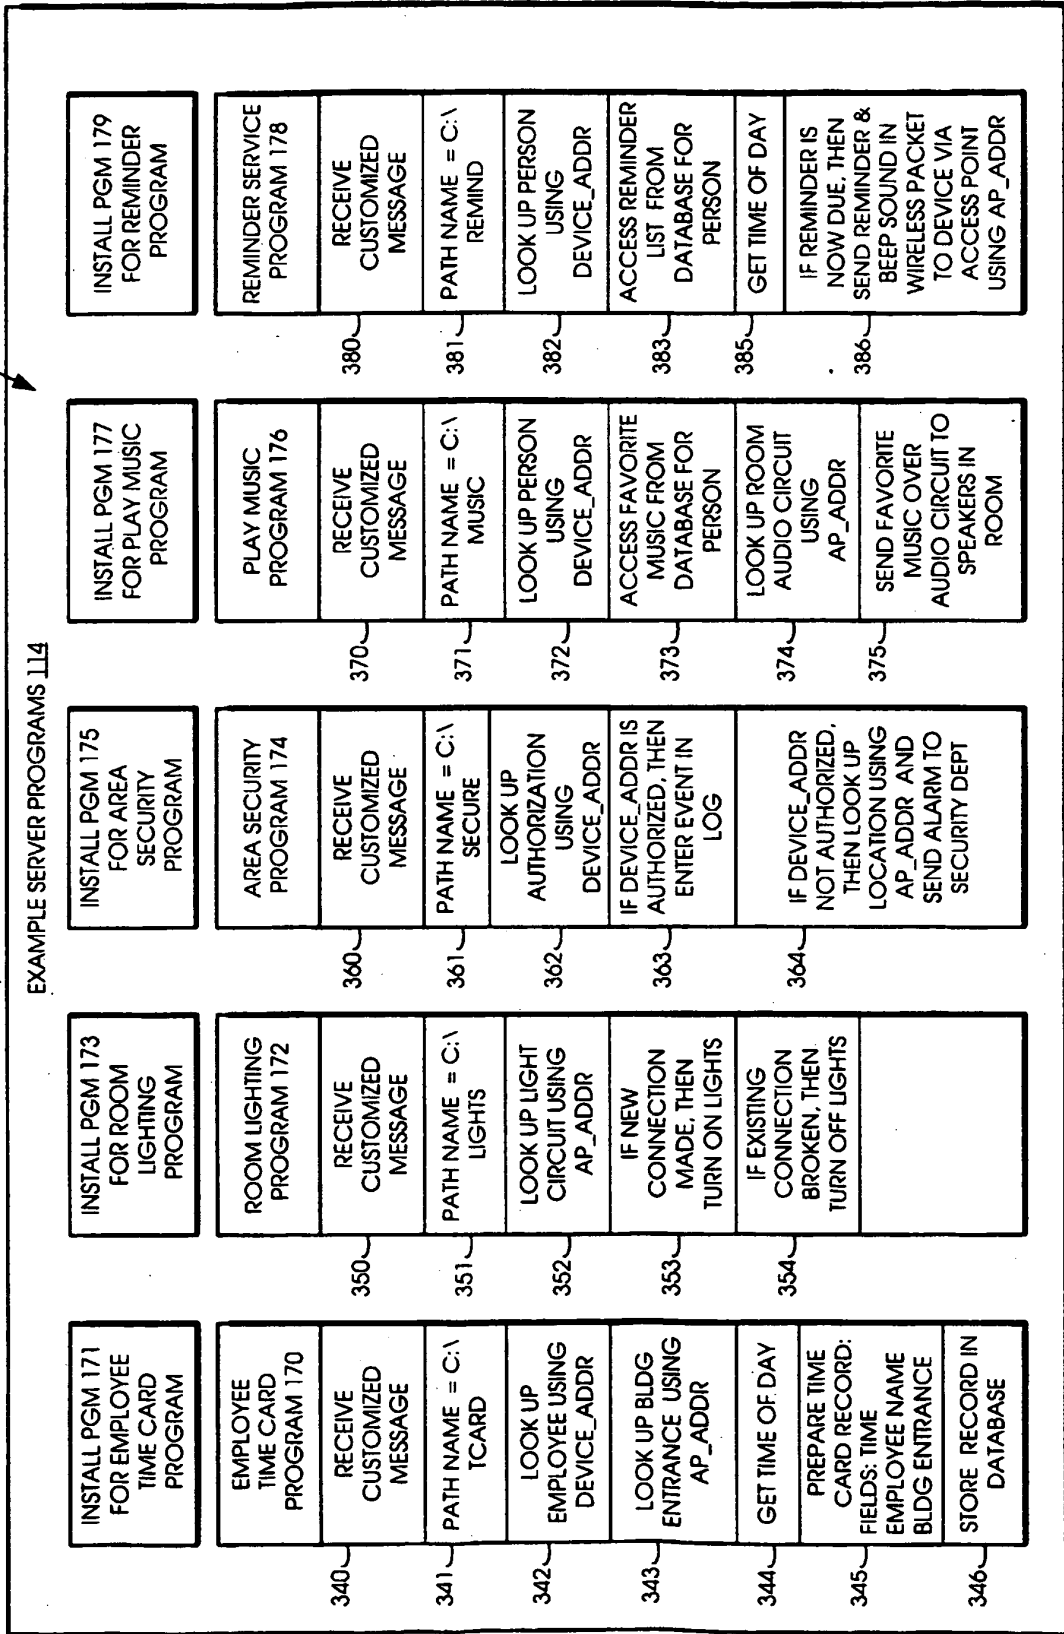 EXAMPLE SERVER PROGRAMS 114
INSTALL PGM 171
FOR EMPLOYEE
TIME CARD
PROGRAM
EMPLOYEE
TIME CARD
PROGRAM 170
340
RECEIVE
CUSTOMIZED
MESSAGE
341
PATH NAME = C:\
TCARD
342
LOOK UP
EMPLOYEE USING
DEVICE_ADDR
343
LOOK UP BLDG
ENTRANCE USING
AP_ADDR
344
GET TIME OF DAY
345
PREPARE TIME
CARD RECORD:
FIELDS: TIME
EMPLOYEE NAME
BLDG ENTRANCE
346
STORE RECORD IN
DATABASE
INSTALL PGM 173
FOR ROOM
LIGHTING
PROGRAM
ROOM LIGHTING
PROGRAM 172
350
RECEIVE
CUSTOMIZED
MESSAGE
351
PATH NAME = C:\
LIGHTS
352
LOOK UP LIGHT
CIRCUIT USING
AP_ADDR
353
IF NEW
CONNECTION
MADE, THEN
TURN ON LIGHTS
354
IF EXISTING
CONNECTION
BROKEN, THEN
TURN OFF LIGHTS
INSTALL PGM 175
FOR AREA
SECURITY
PROGRAM
AREA SECURITY
PROGRAM 174
360
RECEIVE
CUSTOMIZED
MESSAGE
361
PATH NAME = C:\
SECURE
362
LOOK UP
AUTHORIZATION
USING
DEVICE_ADDR
363
IF DEVICE_ADDR IS
AUTHORIZED, THEN
ENTER EVENT IN
LOG
364
IF DEVICE_ADDR
NOT AUTHORIZED,
THEN LOOK UP
LOCATION USING
AP_ADDR AND
SEND ALARM TO
SECURITY DEPT
INSTALL PGM 177
FOR PLAY MUSIC
PROGRAM
PLAY MUSIC
PROGRAM 176
370
RECEIVE
CUSTOMIZED
MESSAGE
371
PATH NAME = C:\
MUSIC
372
LOOK UP PERSON
USING
DEVICE_ADDR
373
ACCESS FAVORITE
MUSIC FROM
DATABASE FOR
PERSON
374
LOOK UP ROOM
AUDIO CIRCUIT
USING
AP_ADDR
375
SEND FAVORITE
MUSIC OVER
AUDIO CIRCUIT TO
SPEAKERS IN
ROOM
INSTALL PGM 179
FOR REMINDER
PROGRAM
REMINDER SERVICE
PROGRAM 178
380
RECEIVE
CUSTOMIZED
MESSAGE
381
PATH NAME = C:\
REMIND
382
LOOK UP PERSON
USING
DEVICE_ADDR
383
ACCESS REMINDER
LIST FROM
DATABASE FOR
PERSON
385
GET TIME OF DAY
386
IF REMINDER IS
NOW DUE, THEN
SEND REMINDER &
BEEP SOUND IN
WIRELESS PACKET
TO DEVICE VIA
ACCESS POINT
USING AP_ADDR